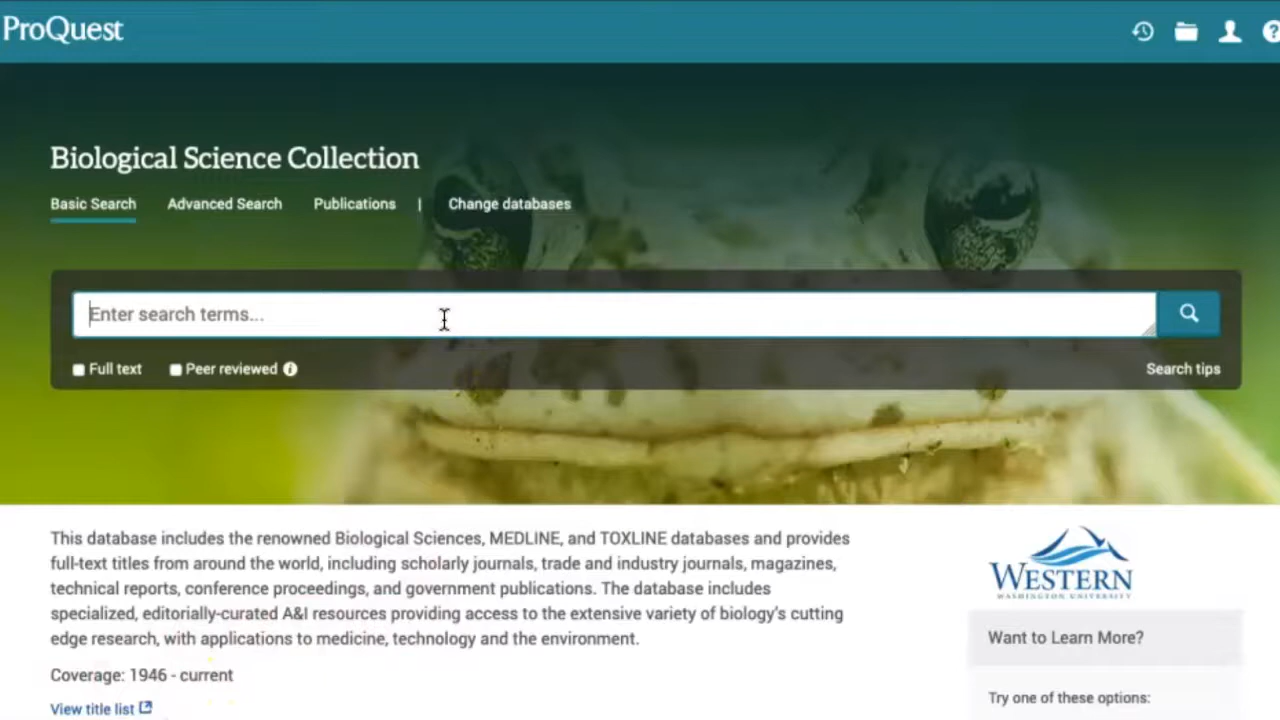 ProQuest
?
Biological Science Collection
Basic Search
Advanced Search
Publications
|
Change databases
Enter search terms...
Full text
Peer reviewed
i
Search tips
This database includes the renowned Biological Sciences, MEDLINE, and TOXLINE databases and provides
full-text titles from around the world, including scholarly journals, trade and industry journals, magazines,
technical reports, conference proceedings, and government publications. The database includes
specialized, editorially-curated A&I resources providing access to the extensive variety of biology's cutting
edge research, with applications to medicine, technology and the environment.
Coverage: 1946 - current
View title list
WESTERN
WASHINGTON UNIVERSITY
Want to Learn More?
Try one of these options: